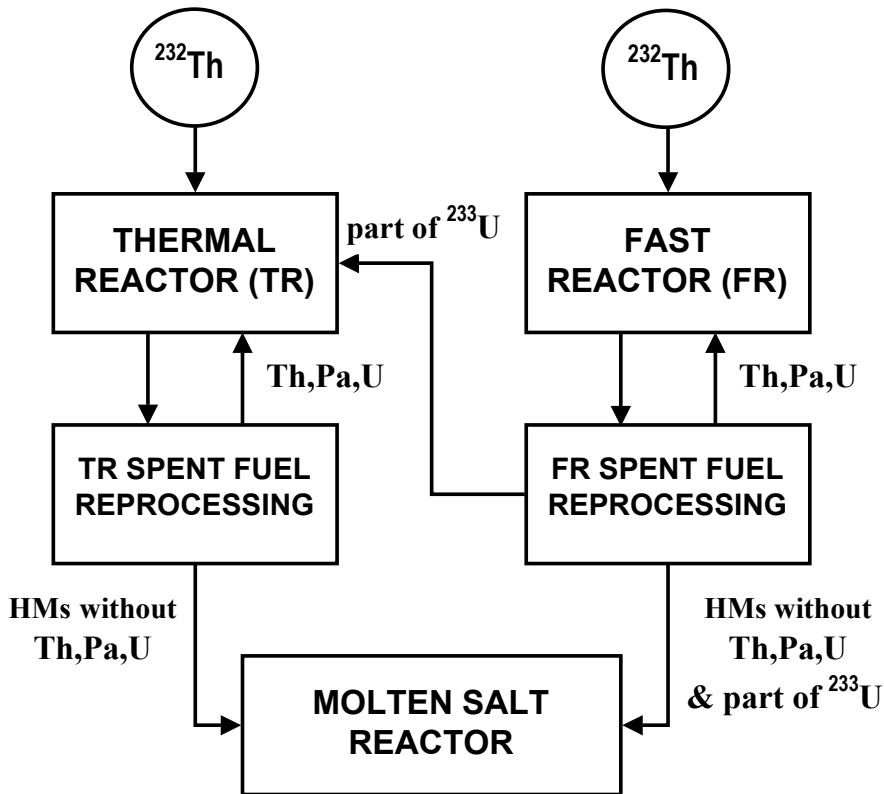 ²³²Th
²³²Th
THERMAL
REACTOR (TR)
part of ²³³U
FAST
REACTOR (FR)
Th,Pa,U
Th,Pa,U
TR SPENT FUEL
REPROCESSING
FR SPENT FUEL
REPROCESSING
HMs without
Th,Pa,U
HMs without
Th,Pa,U
& part of ²³³U
MOLTEN SALT
REACTOR